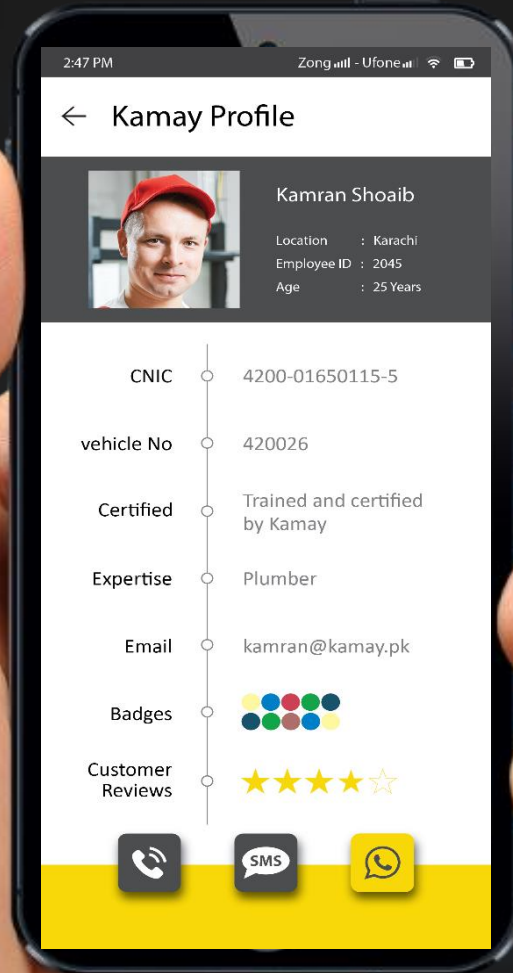 2:47 PM Zong - Ufone
Kamay Profile
Kamran Shoaib
Location : Karachi
Employee ID : 2045
Age : 25 Years
CNIC 4200-01650115-5
vehicle No 420026
Certified Trained and certified
by Kamay
Expertise Plumber
Email kamran@kamay.pk
Badges
Customer
Reviews
SMS